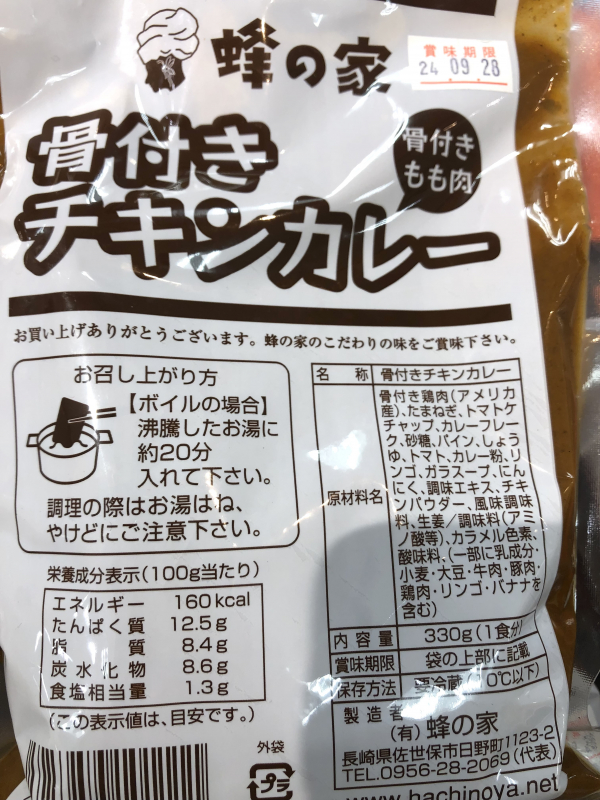 蜂の家
賞味期限
24.09.28
骨付き
もも肉
骨付き
チキンカレー
お買い上げありがとうございます。蜂の家のこだわりの味をご賞味下さい。
お召し上がり方
【ボイルの場合】
沸騰したお湯に
約20分
入れて下さい。
調理の際はお湯はね、
やけどにご注意下さい。
栄養成分表示(100g当たり)
エネルギー 160kcal
たんぱく質 12.5g
脂質 8.4g
炭水化物 8.6g
食塩相当量 1.3g
(この表示値は、目安です。)
名称 骨付きチキンカレー
原材料名
骨付き鶏肉(アメリカ
産)、たまねぎ、トマトケ
チャップ、カレーフレー
ク、砂糖、パイン、しょう
ゆ、トマト、カレー粉、リ
ンゴ、ガラスープ、にん
にく、調味エキス、チキ
ンパウダー、風味調味
料、生姜/調味料(アミ
ノ酸等)、カラメル色素、
酸味料、(一部に乳成分・
小麦・大豆・牛肉・豚肉・
鶏肉・リンゴ・バナナを
含む)
内容量 330g(1食分)
賞味期限 袋の上部に記載
保存方法 要冷蔵(10℃以下)
製造者
(有)蜂の家
長崎県佐世保市日野町1123-2
TEL.0956-28-2069(代表)
www.hachinoya.net
外袋
プラ